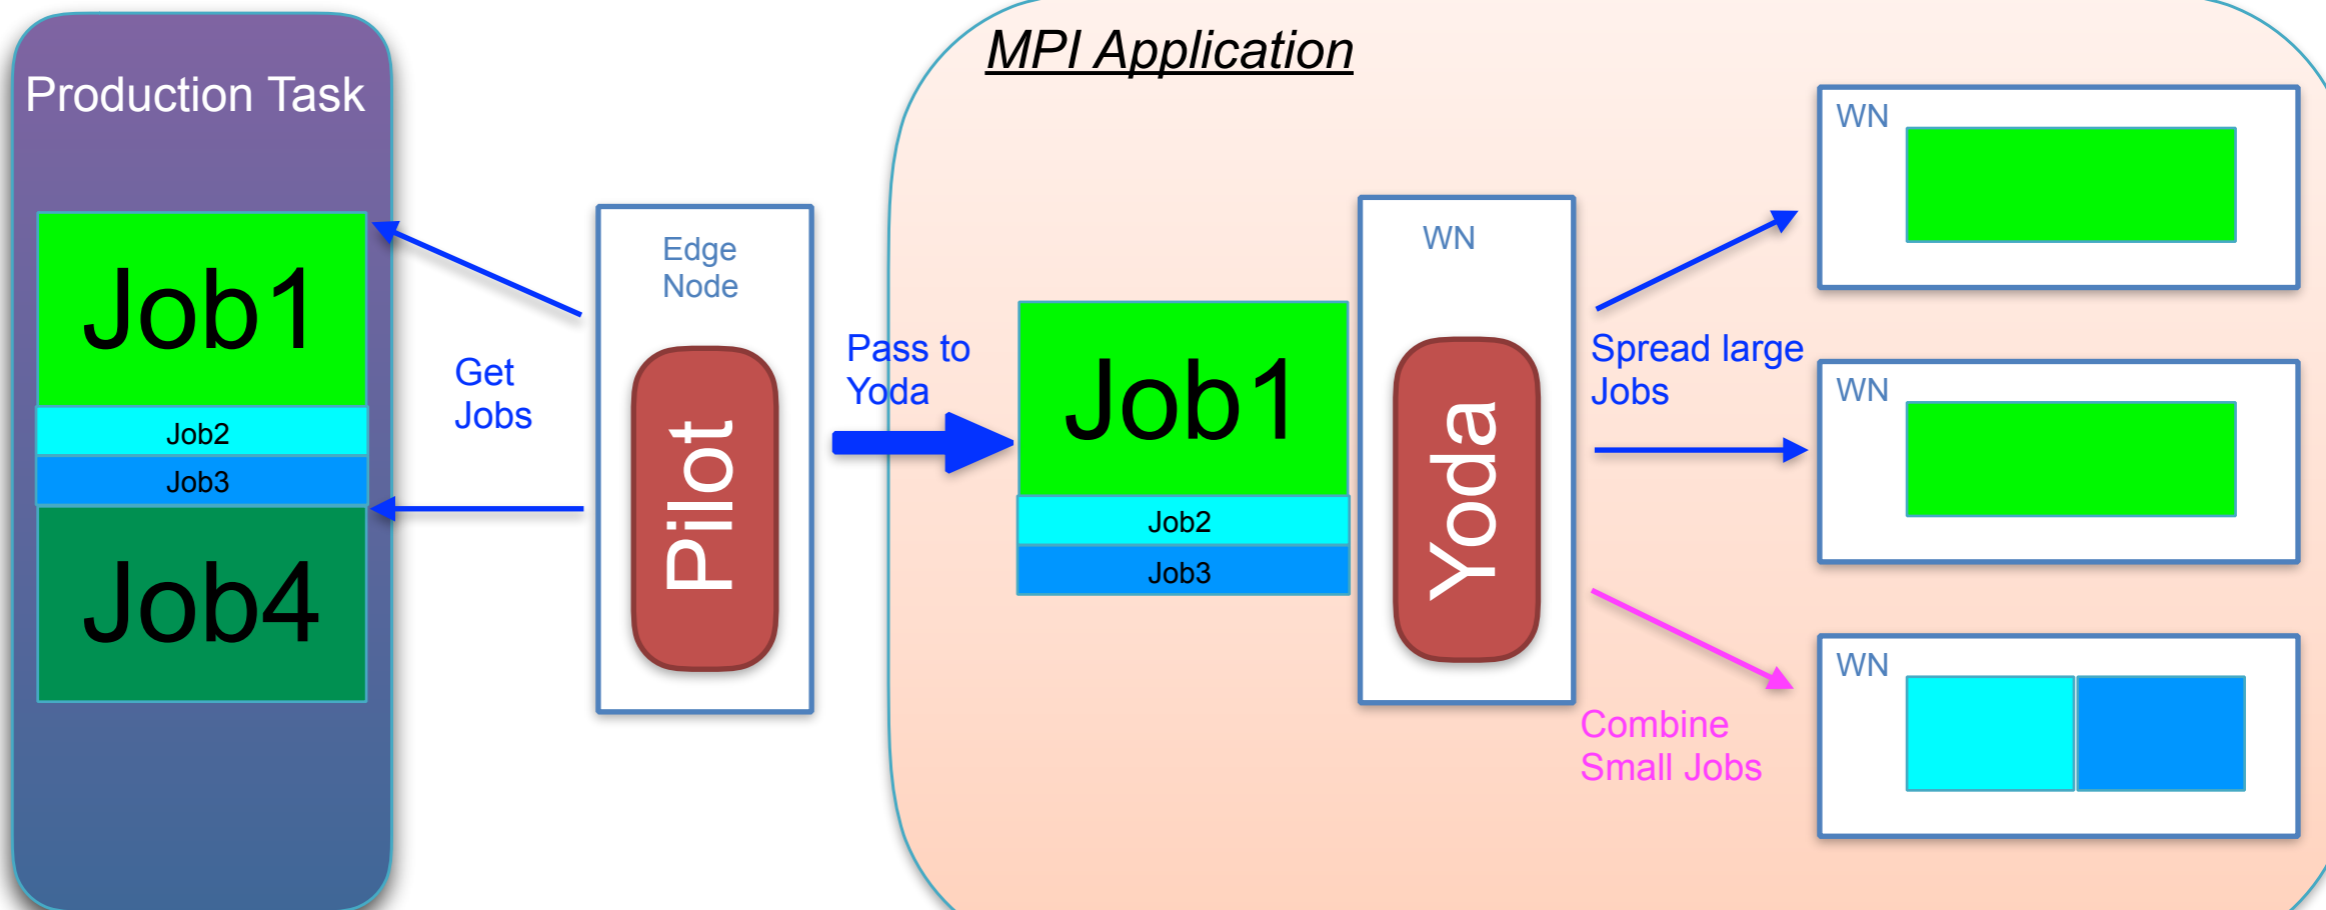 Production Task
Job1
Job2
Job3
Job4
Get
Jobs
Edge
Node
Pilot
Pass to
Yoda
MPI Application
Job1
Job2
Job3
WN
Yoda
Spread large
Jobs
Combine
Small Jobs
WN
WN
WN